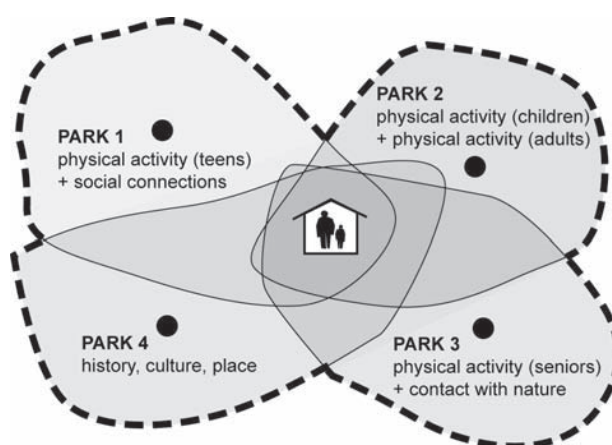 PARK 1
physical activity (teens)
+ social connections
PARK 2
physical activity (children)
+ physical activity (adults)
PARK 4
history, culture, place
PARK 3
physical activity (seniors)
+ contact with nature